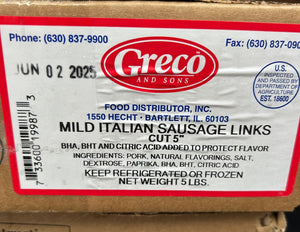 Phone: (630) 837-9900
Fax: (630) 837-090
JUN 02 2025
Greco
AND SONS
U.S.
INSPECTED
AND PASSED BY
DEPARTMENT OF
AGRICULTURE
EST. 18600
FOOD DISTRIBUTOR, INC.
1550 HECHT · BARTLETT, IL 60103
MILD ITALIAN SAUSAGE LINKS
CUT 5"
BHA, BHT AND CITRIC ACID ADDED TO PROTECT FLAVOR
INGREDIENTS: PORK, NATURAL FLAVORINGS, SALT,
DEXTROSE, PAPRIKA, BHA, BHT, CITRIC ACID
KEEP REFRIGERATED OR FROZEN
NET WEIGHT 5 LBS.
7 33600 19987 3